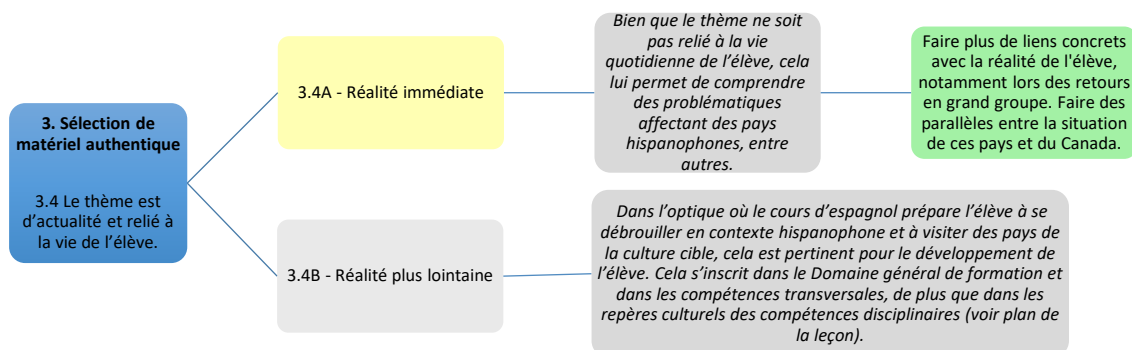 3. Sélection de
matériel authentique
3.4 Le thème est
d’actualité et relié à
la vie de l’élève.
3.4A - Réalité immédiate
Bien que le thème ne soit
pas relié à la vie
quotidienne de l’élève, cela
lui permet de comprendre
des problématiques
affectant des pays
hispanophones, entre
autres.
Faire plus de liens concrets
avec la réalité de l'élève,
notamment lors des retours
en grand groupe. Faire des
parallèles entre la situation
de ces pays et du Canada.
3.4B - Réalité plus lointaine
Dans l’optique où le cours d’espagnol prépare l’élève à se
débrouiller en contexte hispanophone et à visiter des pays
de la culture cible, cela est pertinent pour le développement de
l’élève. Cela s’inscrit dans le Domaine général de formation et
dans les compétences transversales, de plus que dans les
repères culturels des compétences disciplinaires (voir plan de
la leçon).